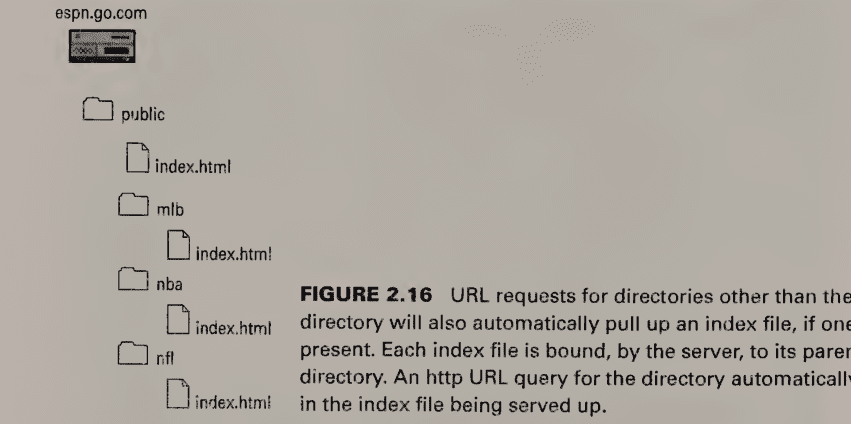 espn.go.com
public
index.html
mlb
index.html
nba
index.html
nfl
index.html
FIGURE 2.16 URL requests for directories other than the
directory will also automatically pull up an index file, if one
present. Each index file is bound, by the server, to its
directory. An http URL query for the directory automatically
in the index file being served up.